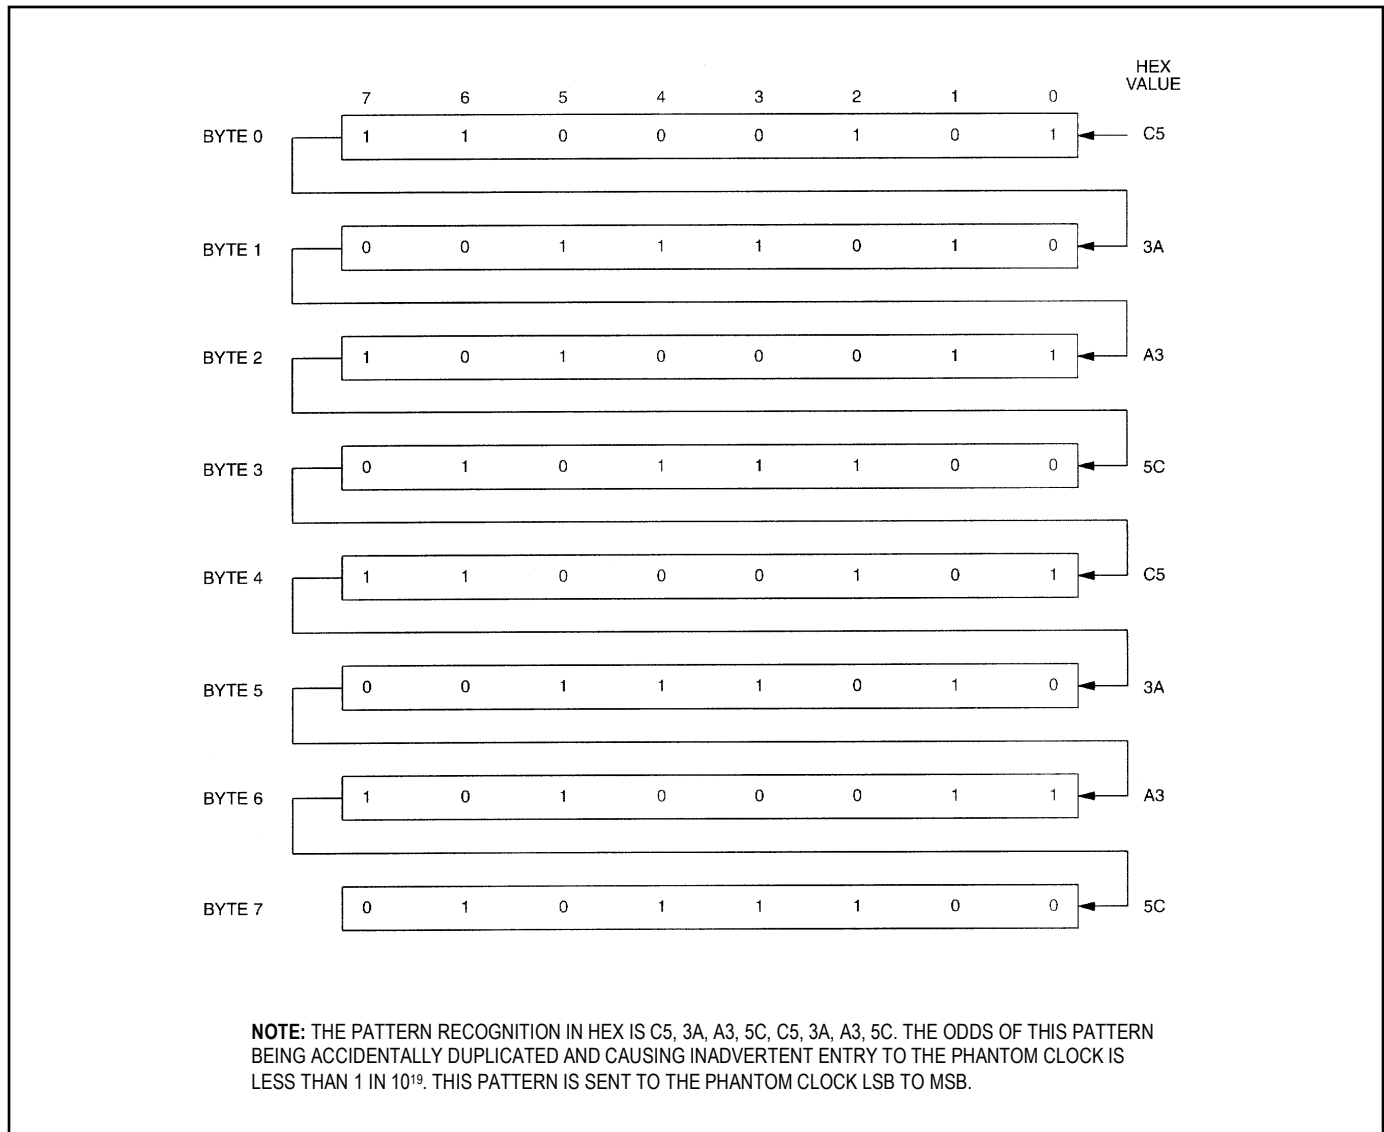 HEX
VALUE
7 6 5 4 3 2 1 0
BYTE 0 1 1 0 0 0 1 0 1 C5
BYTE 1 0 0 1 1 1 0 1 0 3A
BYTE 2 1 0 1 0 0 0 1 1 A3
BYTE 3 0 1 0 1 1 1 0 0 5C
BYTE 4 1 1 0 0 0 1 0 1 C5
BYTE 5 0 0 1 1 1 0 1 0 3A
BYTE 6 1 0 1 0 0 0 1 1 A3
BYTE 7 0 1 0 1 1 1 0 0 5C
NOTE: THE PATTERN RECOGNITION IN HEX IS C5, 3A, A3, 5C, C5, 3A, A3, 5C. THE ODDS OF THIS PATTERN
BEING ACCIDENTALLY DUPLICATED AND CAUSING INADVERTENT ENTRY TO THE PHANTOM CLOCK IS
LESS THAN 1 IN 10¹⁹. THIS PATTERN IS SENT TO THE PHANTOM CLOCK LSB TO MSB.